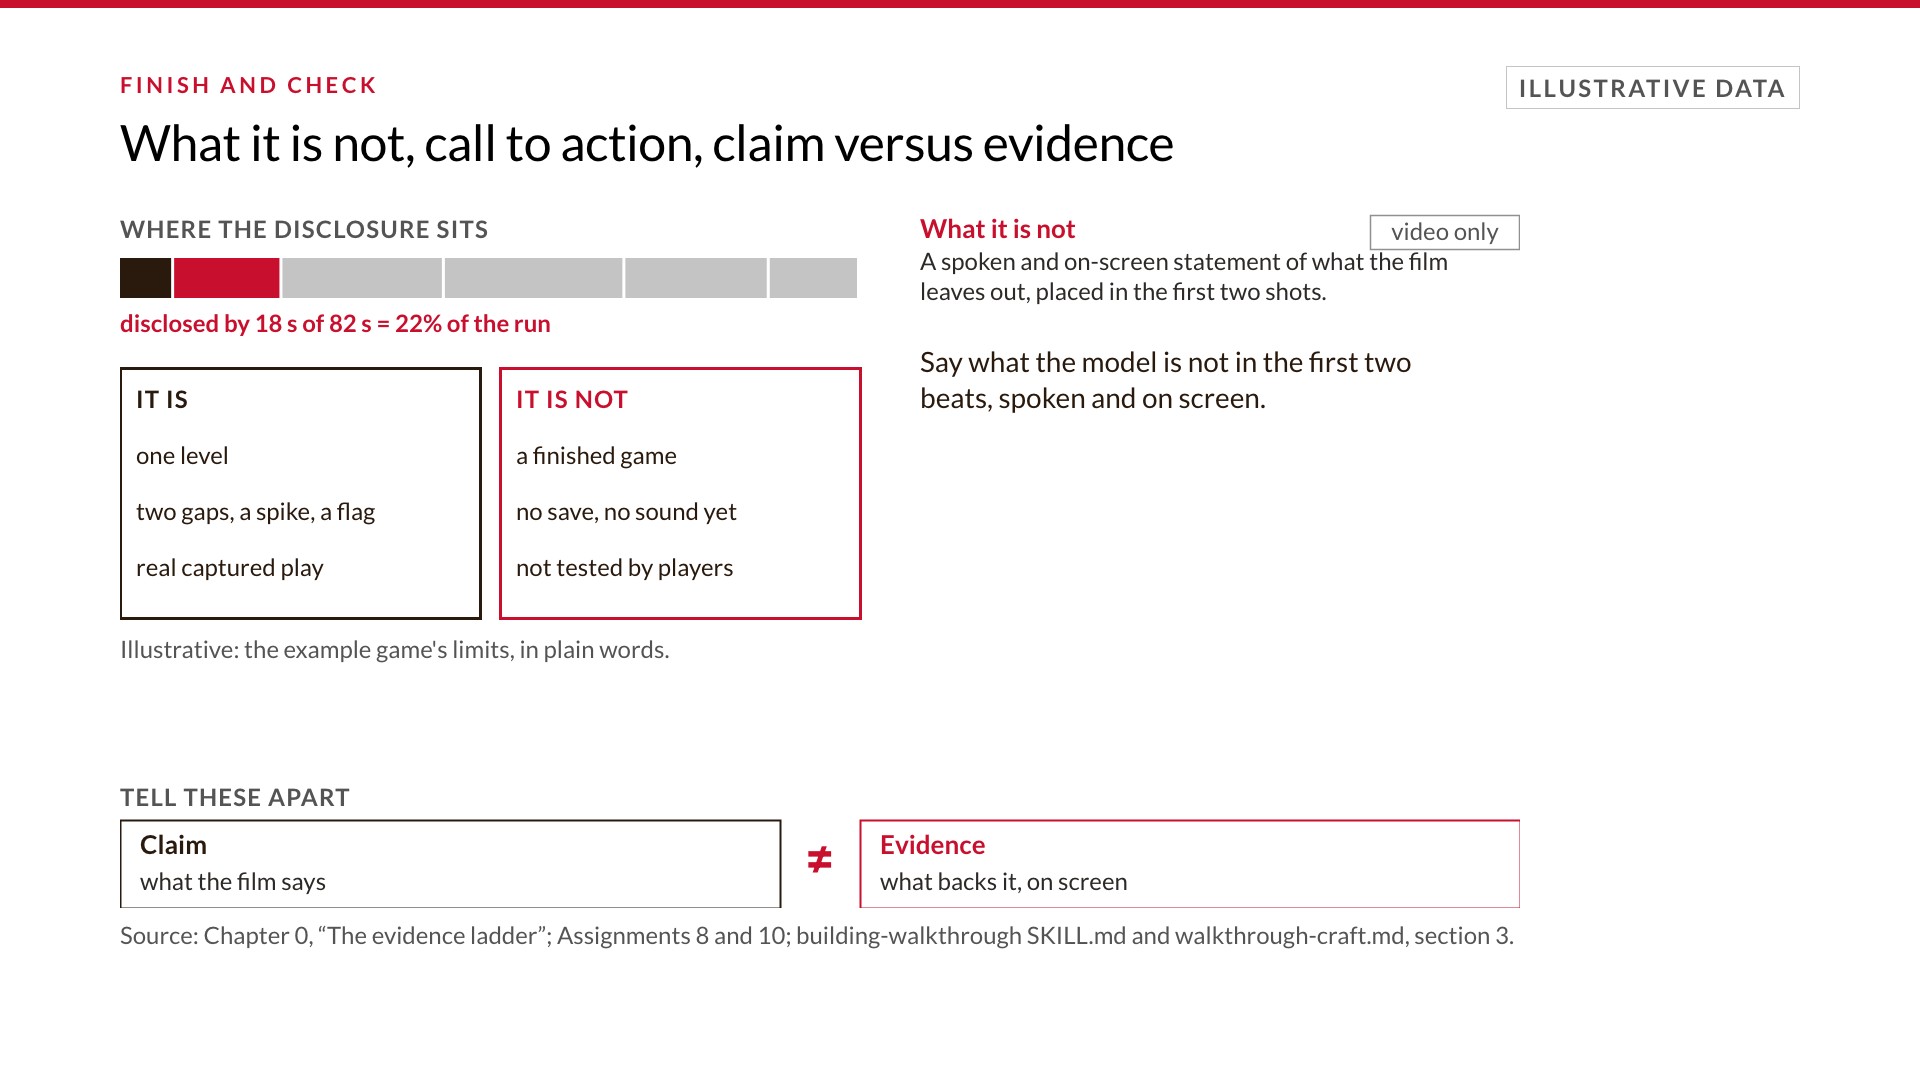 FINISH AND CHECK
ILLUSTRATIVE DATA
What it is not, call to action, claim versus evidence
WHERE THE DISCLOSURE SITS
disclosed by 18 s of 82 s = 22% of the run
IT IS
one level
two gaps, a spike, a flag
real captured play
IT IS NOT
a finished game
no save, no sound yet
not tested by players
Illustrative: the example game's limits, in plain words.
What it is not
video only
A spoken and on-screen statement of what the film
leaves out, placed in the first two shots.
Say what the model is not in the first two
beats, spoken and on screen.
TELL THESE APART
Claim
what the film says
≠
Evidence
what backs it, on screen
Source: Chapter 0, “The evidence ladder”; Assignments 8 and 10; building-walkthrough SKILL.md and walkthrough-craft.md, section 3.